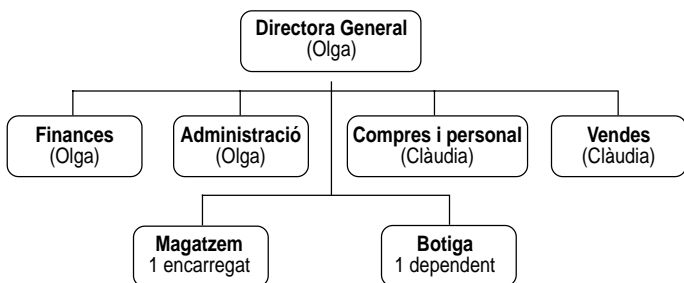 Directora General
(Olga)
Finances
(Olga)
Administració
(Olga)
Compres i personal
(Clàudia)
Vendes
(Clàudia)
Magatzem
1 encarregat
Botiga
1 dependent